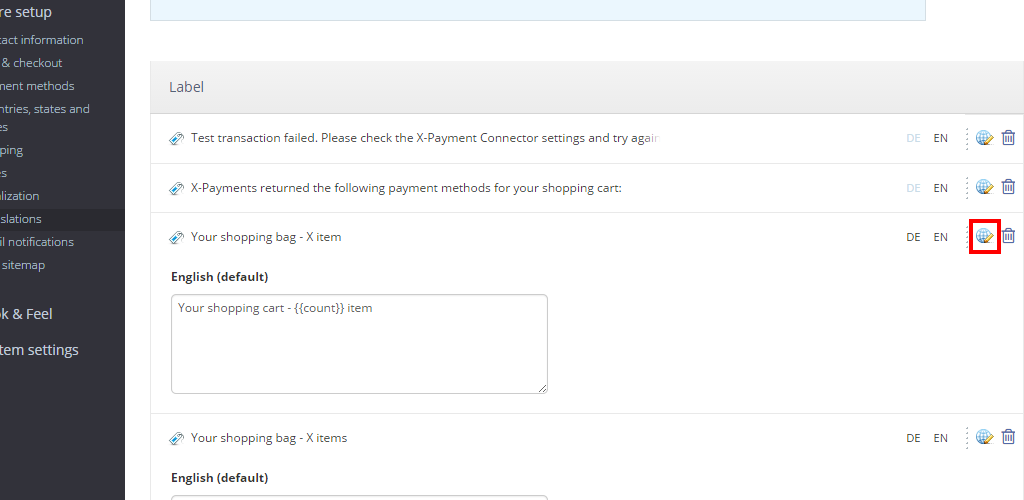 re setup
tact information
& checkout
ment methods
ntries, states and
es
ping
es
lization
slations
il notifications
sitemap
k & Feel
tem settings
Label
Test transaction failed. Please check the X-Payment Connector settings and try again
DE EN
X-Payments returned the following payment methods for your shopping cart:
DE EN
Your shopping bag - X item
DE EN
English (default)
Your shopping cart - {{count}} item
Your shopping bag - X items
DE EN
English (default)